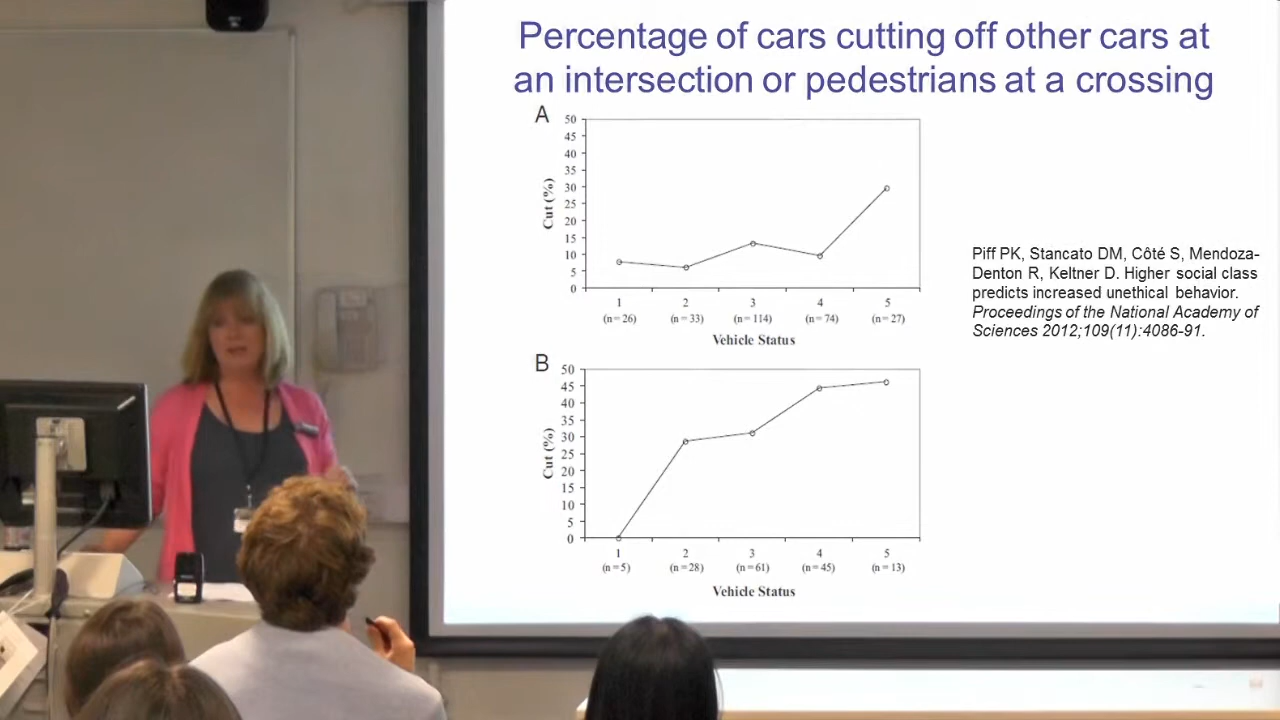 Percentage of cars cutting off other cars at
an intersection or pedestrians at a crossing
A
Cut (%)
50
45
40
35
30
25
20
15
10
5
0
1
2
3
4
5
(n = 26)
(n = 33)
(n = 114)
(n = 74)
(n = 27)
Vehicle Status
B
Cut (%)
50
45
40
35
30
25
20
15
10
5
0
1
2
3
4
5
(n = 5)
(n = 28)
(n = 61)
(n = 45)
(n = 13)
Vehicle Status
Piff PK, Stancato DM, Côté S, Mendoza-
Denton R, Keltner D. Higher social class
predicts increased unethical behavior.
Proceedings of the National Academy of
Sciences 2012;109(11):4086-91.